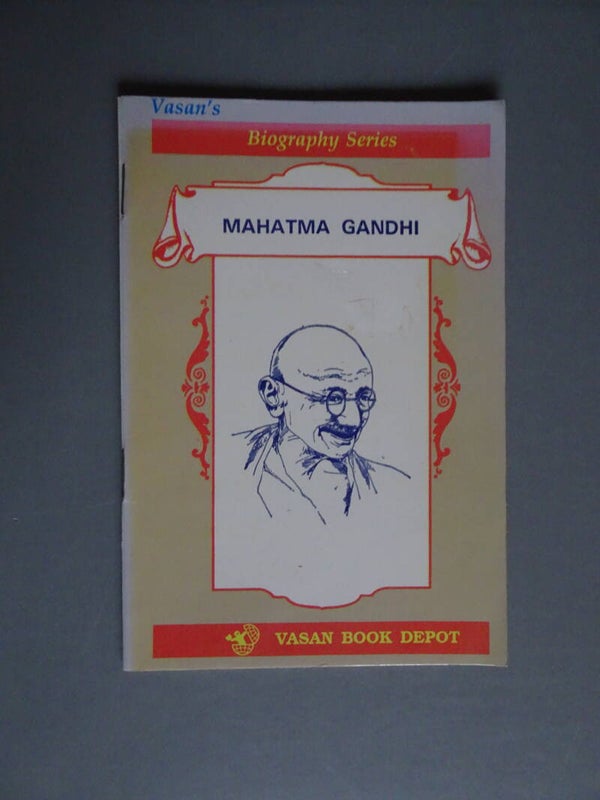 Vasan's
Biography Series
MAHATMA GANDHI
VASAN BOOK DEPOT